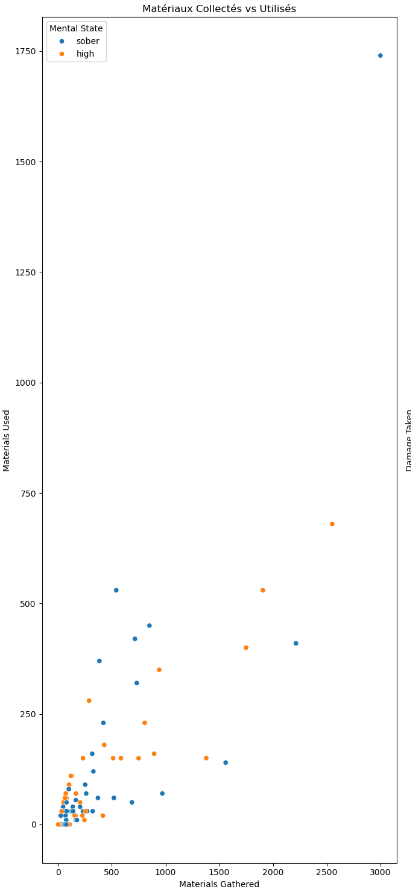 Matériaux Collectés vs Utilisés
Mental State
sober
high
1750
1500
1250
1000
750
500
250
0
Materials Used
Damage Taken
0
500
1000
1500
2000
2500
3000
Materials Gathered